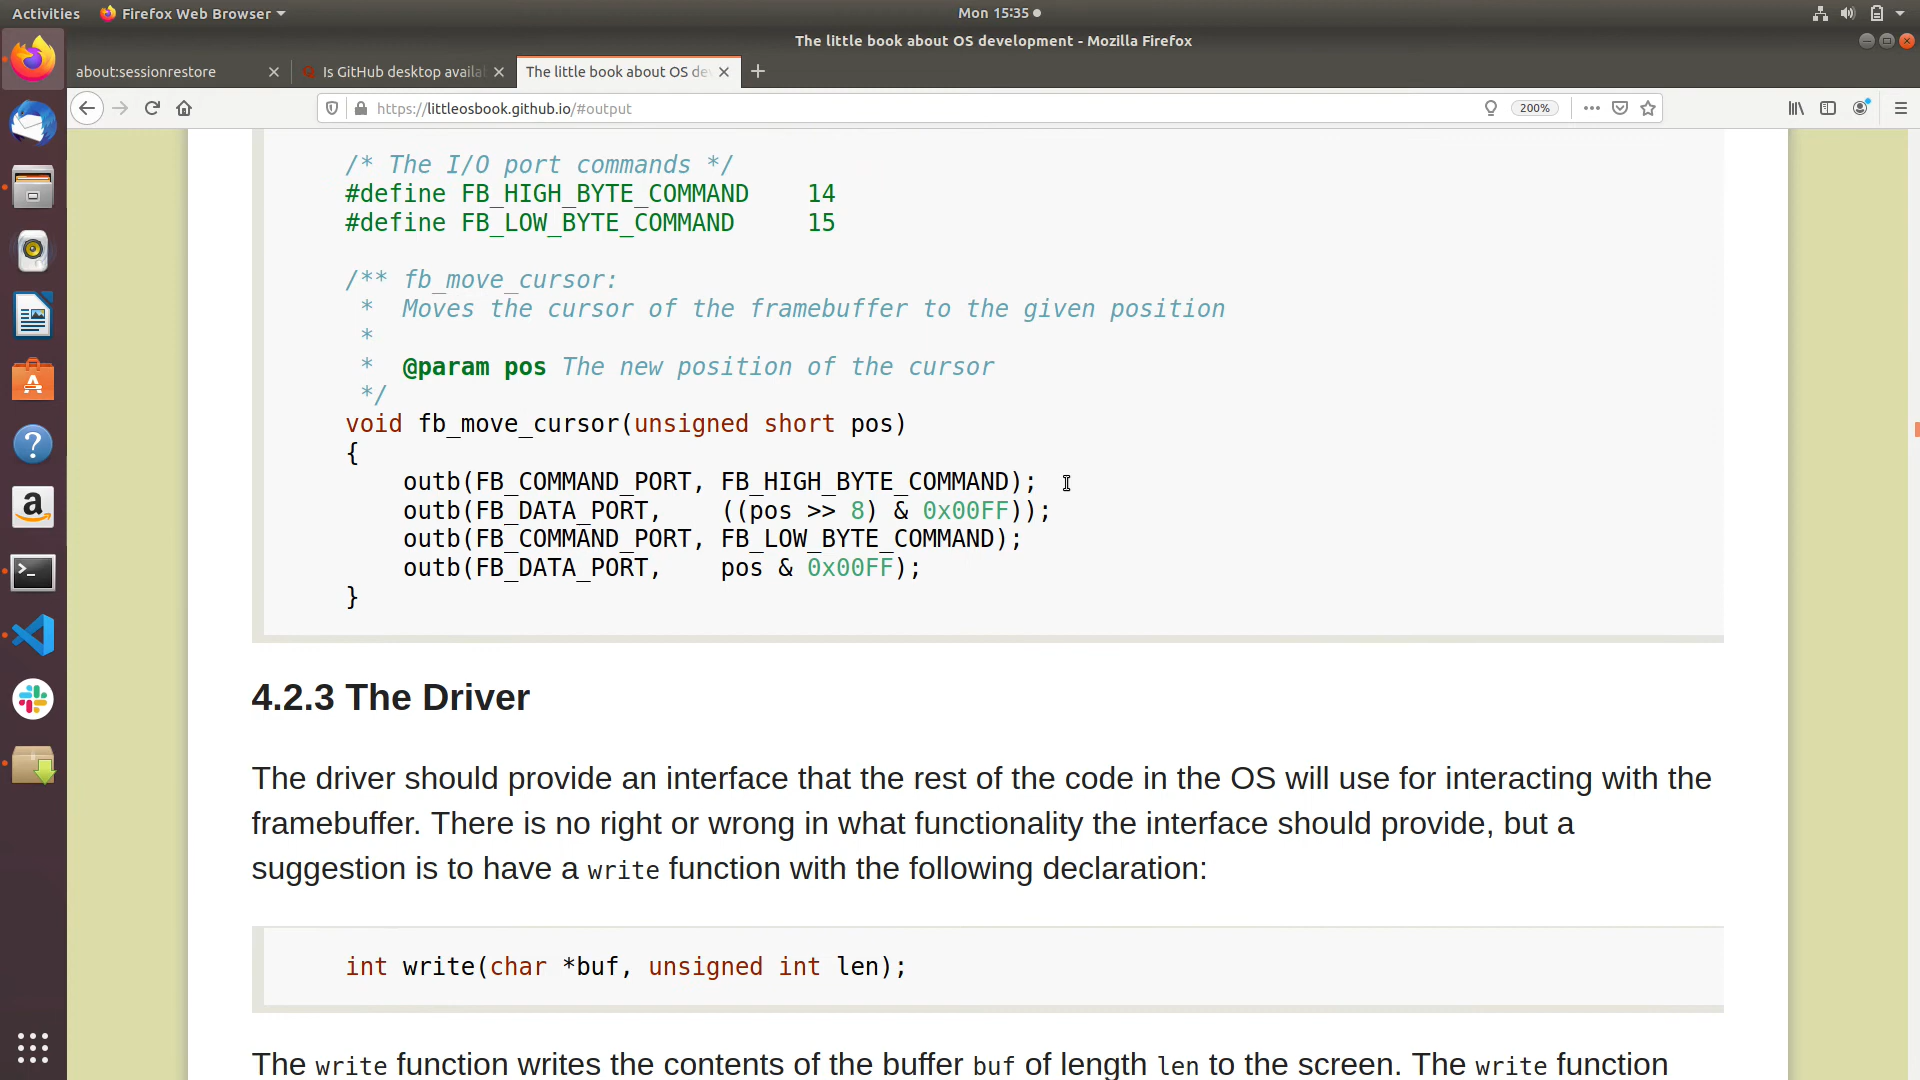 Activities
Firefox Web Browser
Mon 15:35
The little book about OS development - Mozilla Firefox
about:sessionrestore
Is GitHub desktop availa
The little book about OS de
https://littleosbook.github.io/#output
200%
/* The I/O port commands */
#define FB_HIGH_BYTE_COMMAND    14
#define FB_LOW_BYTE_COMMAND     15
/** fb_move_cursor:
 *  Moves the cursor of the framebuffer to the given position
 *
 *  @param pos The new position of the cursor
 */
void fb_move_cursor(unsigned short pos)
{
    outb(FB_COMMAND_PORT, FB_HIGH_BYTE_COMMAND);
    outb(FB_DATA_PORT,    ((pos >> 8) & 0x00FF));
    outb(FB_COMMAND_PORT, FB_LOW_BYTE_COMMAND);
    outb(FB_DATA_PORT,    pos & 0x00FF);
}
4.2.3 The Driver
The driver should provide an interface that the rest of the code in the OS will use for interacting with the
framebuffer. There is no right or wrong in what functionality the interface should provide, but a
suggestion is to have a write function with the following declaration:
int write(char *buf, unsigned int len);
The write function writes the contents of the buffer buf of length len to the screen. The write function